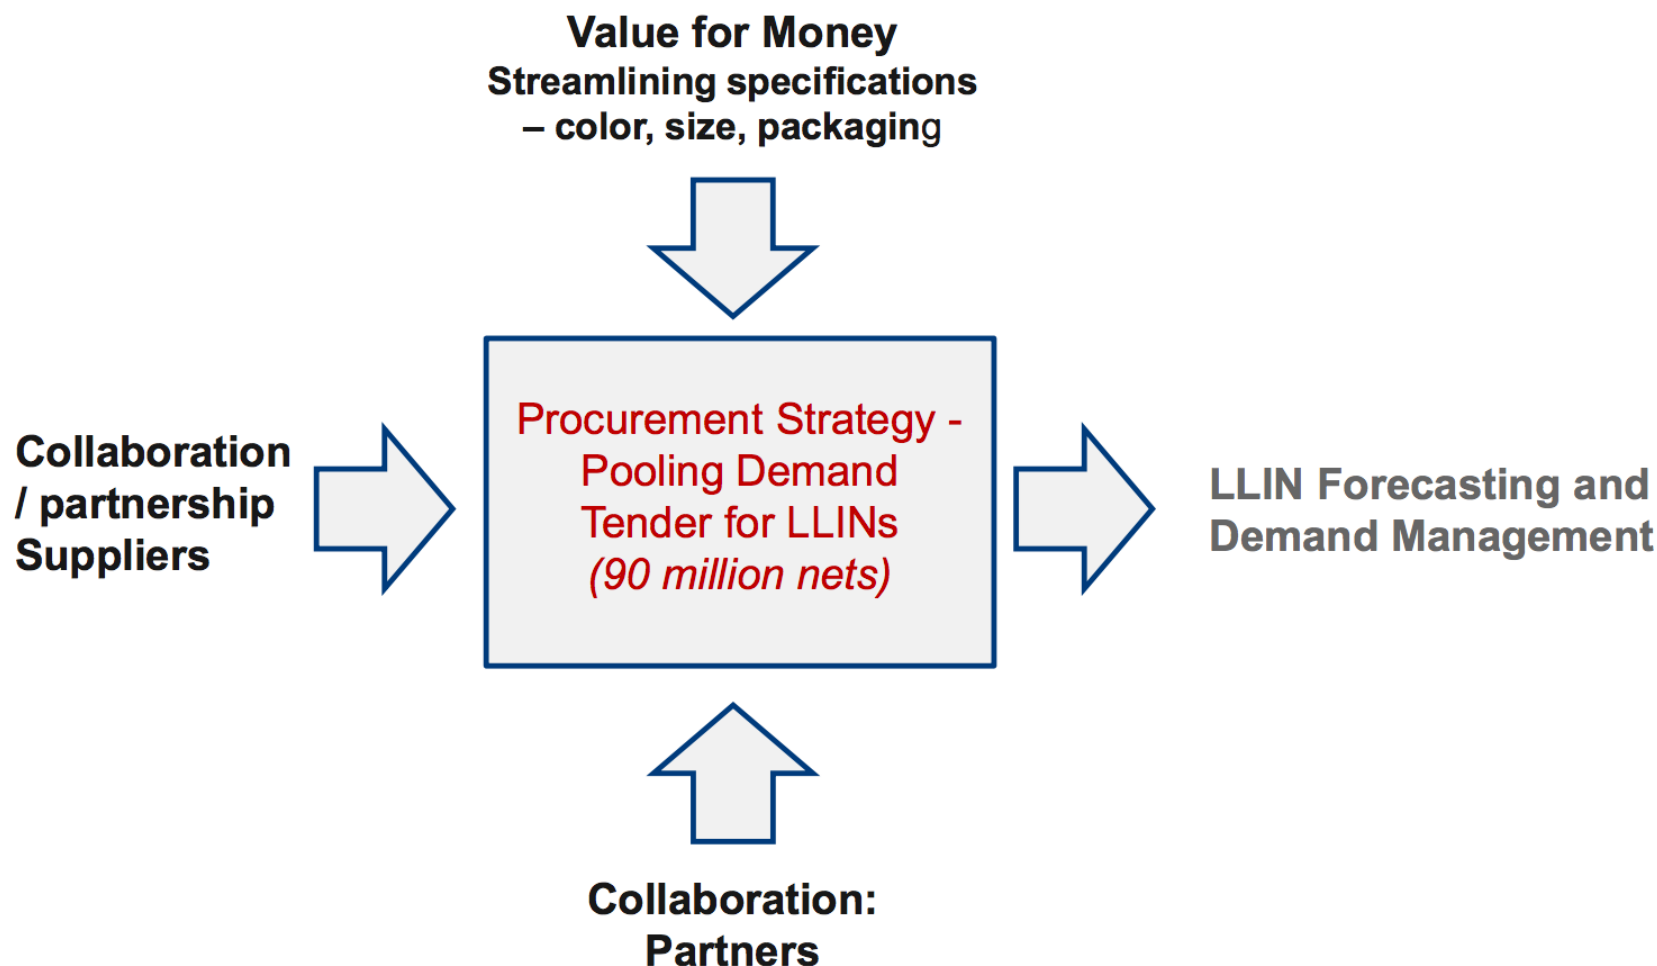 Value for Money
Streamlining specifications
– color, size, packaging
Procurement Strategy -
Pooling Demand
Tender for LLINs
(90 million nets)
Collaboration
/ partnership
Suppliers
LLIN Forecasting and
Demand Management
Collaboration:
Partners